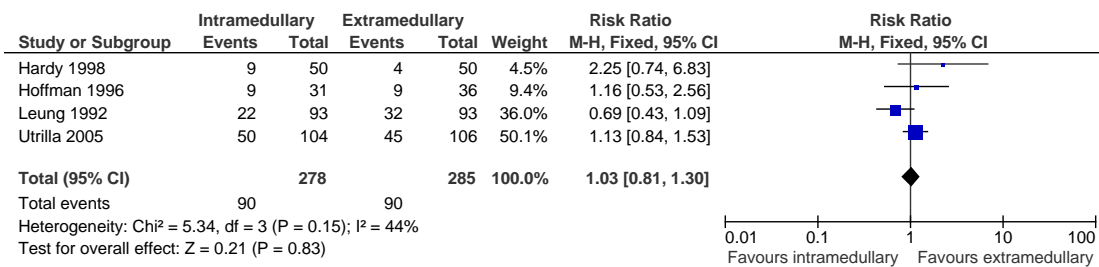 Intramedullary Extramedullary Risk Ratio Risk Ratio
Study or Subgroup Events Total Events Total Weight M-H, Fixed, 95% CI M-H, Fixed, 95% CI
Hardy 1998 9 50 4 50 4.5% 2.25 [0.74, 6.83]
Hoffman 1996 9 31 9 36 9.4% 1.16 [0.53, 2.56]
Leung 1992 22 93 32 93 36.0% 0.69 [0.43, 1.09]
Utrilla 2005 50 104 45 106 50.1% 1.13 [0.84, 1.53]
Total (95% CI) 278 285 100.0% 1.03 [0.81, 1.30]
Total events 90 90
Heterogeneity: Chi² = 5.34, df = 3 (P = 0.15); I² = 44%
Test for overall effect: Z = 0.21 (P = 0.83)
0.01 0.1 1 10 100
Favours intramedullary Favours extramedullary